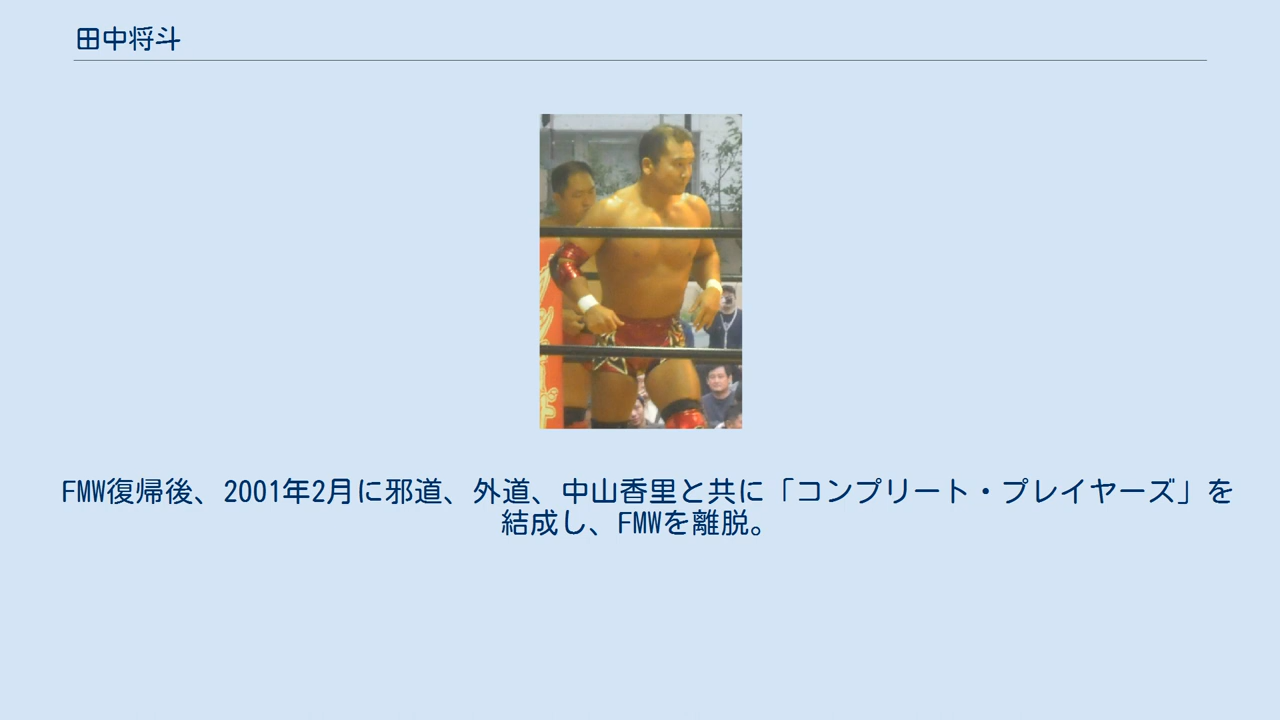 田中将斗
FMW復帰後、2001年2月に邪道、外道、中山香里と共に「コンプリート・プレイヤーズ」を
結成し、FMWを離脱。